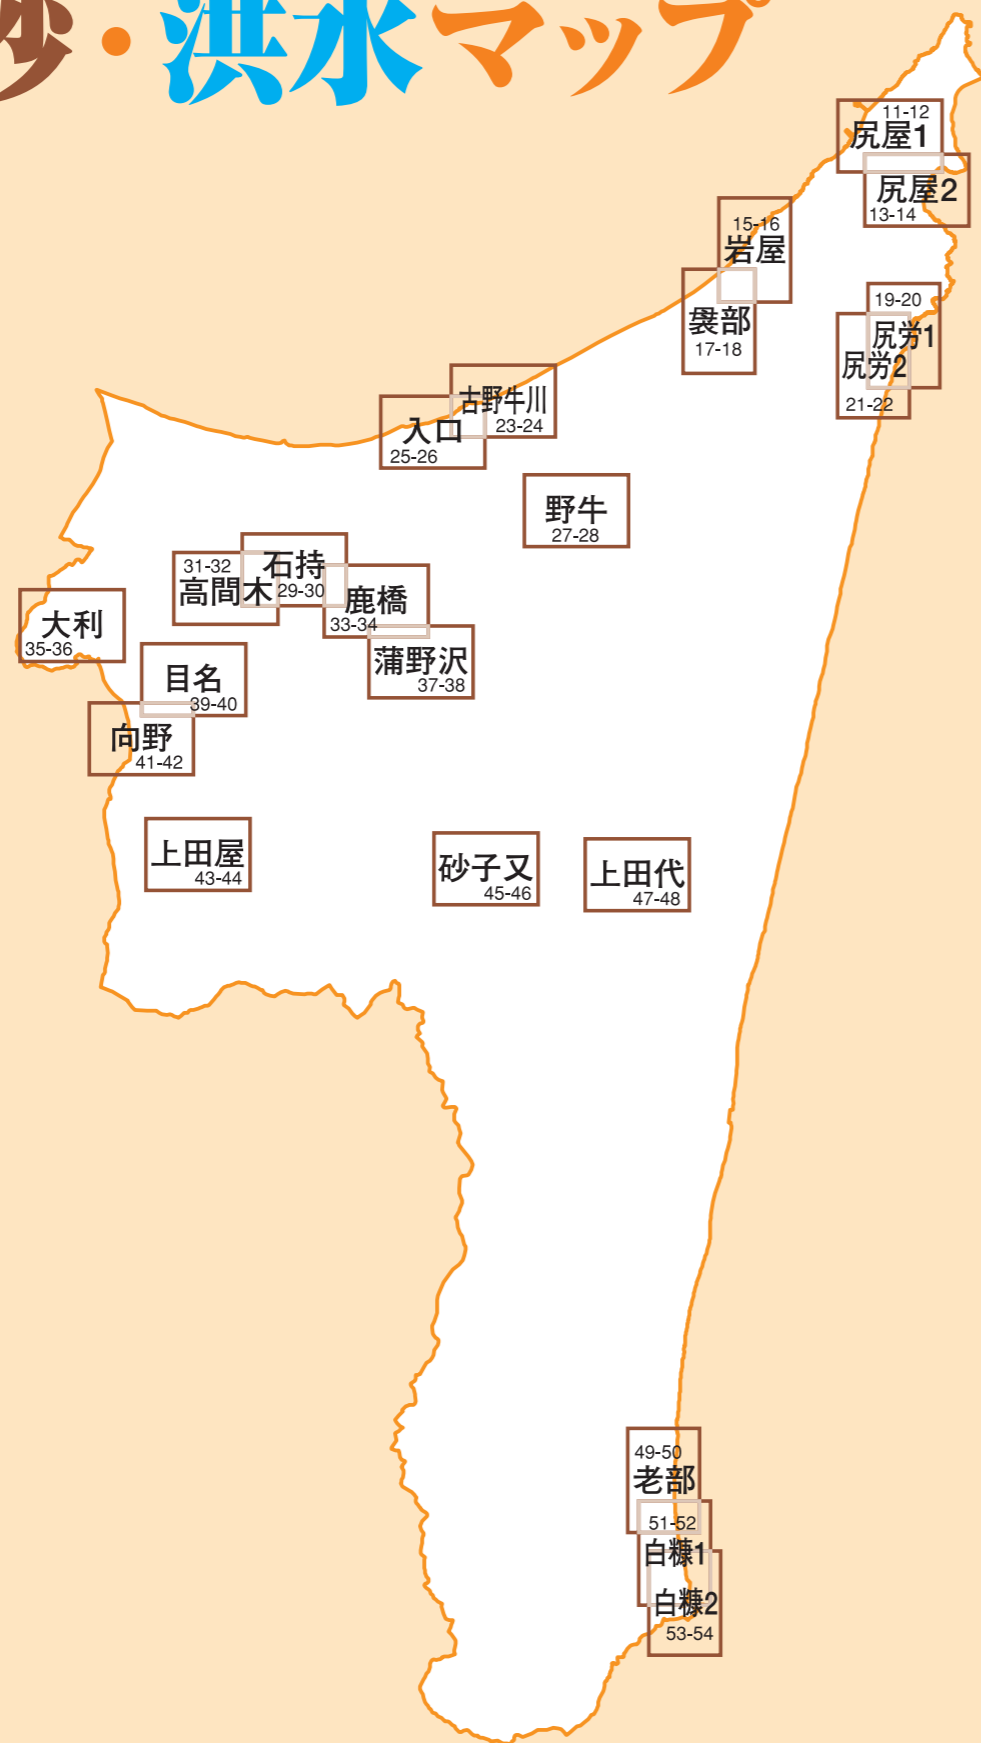 砂・洪水マップ
11-12
尻屋1
尻屋2
13-14
15-16
岩屋
袰部
17-18
19-20
尻労1
尻労2
21-22
古野牛川
23-24
入口
25-26
野牛
27-28
石持
29-30
31-32
高間木
鹿橋
33-34
大利
35-36
蒲野沢
37-38
目名
39-40
向野
41-42
上田屋
43-44
砂子又
45-46
上田代
47-48
49-50
老部
51-52
白糠1
白糠2
53-54